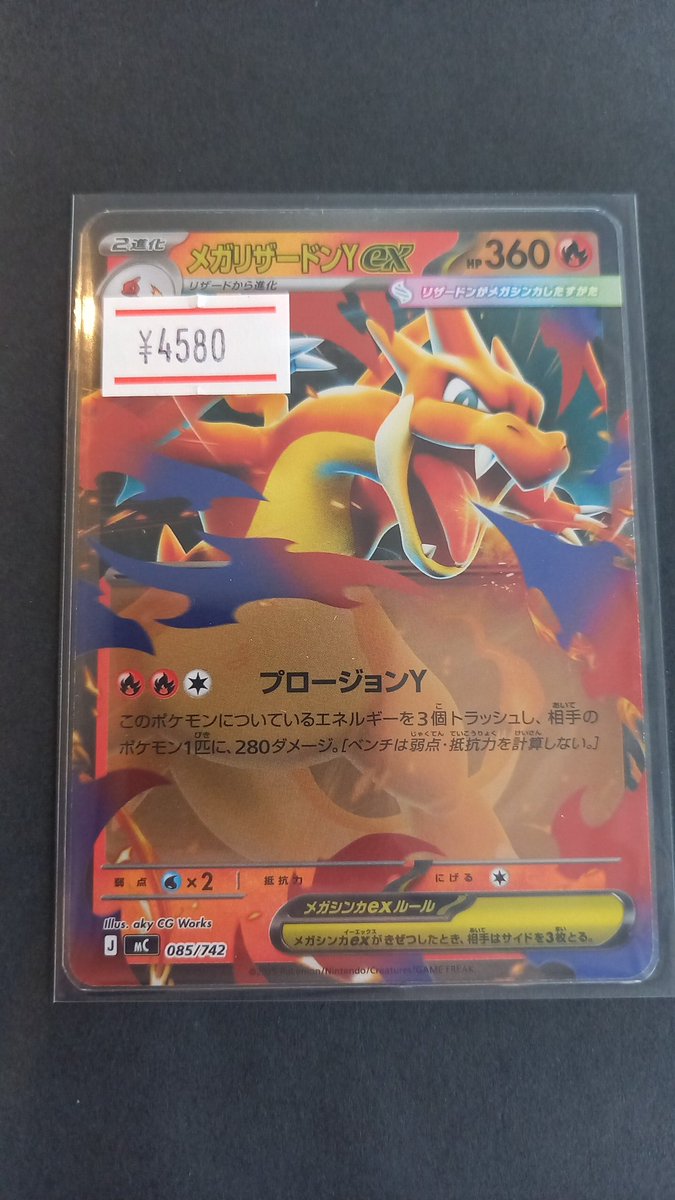 2進化
メガリザードンYex
HP 360
リザードから進化
リザードンがメガシンカしたすがた
¥4580
プロージョンY
このポケモンについているエネルギーを3個トラッシュし、相手の
ポケモン1匹に、280ダメージ。[ベンチは弱点・抵抗力を計算しない。]
弱点 ×2 抵抗力 にげる
メガシンカexルール
メガシンカexがきぜつしたとき、相手はサイドを3枚とる。
Illus. aky CG Works
J MC 085/742
©2025 Pokémon/Nintendo/Creatures/GAME FREAK